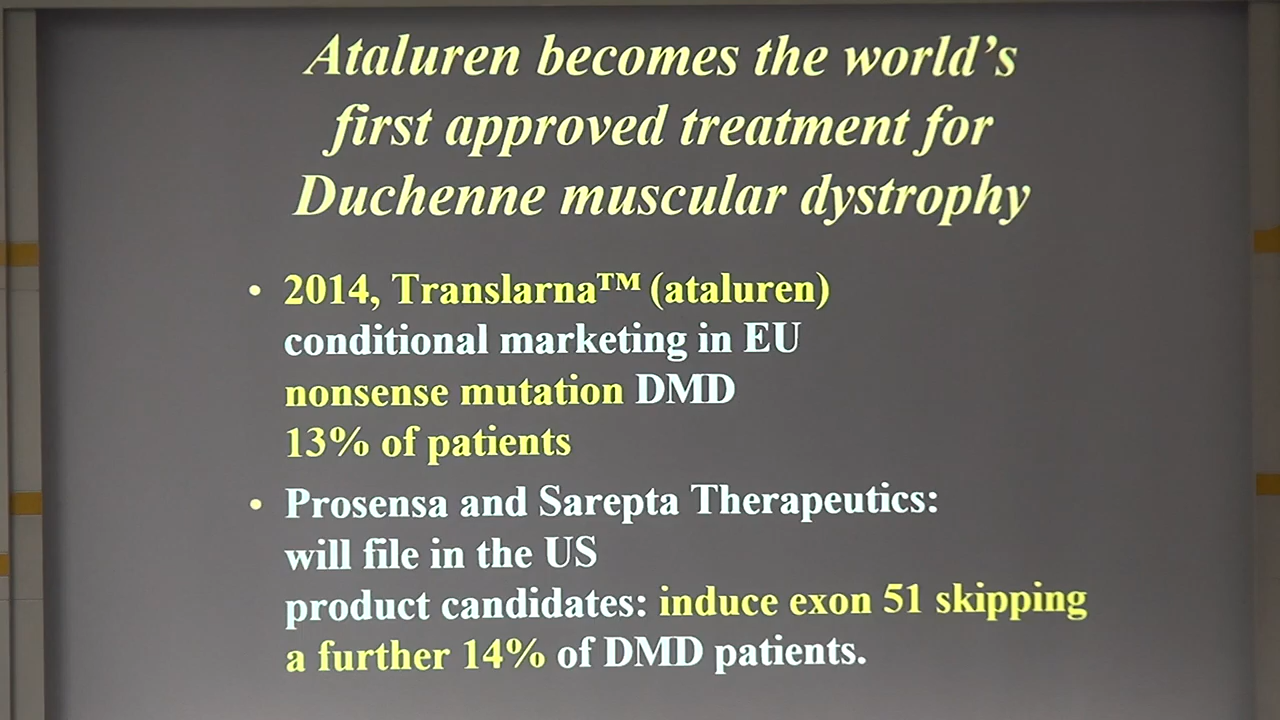 Ataluren becomes the world's
first approved treatment for
Duchenne muscular dystrophy
• 2014, Translarna™ (ataluren)
conditional marketing in EU
nonsense mutation DMD
13% of patients
• Prosensa and Sarepta Therapeutics:
will file in the US
product candidates: induce exon 51 skipping
a further 14% of DMD patients.